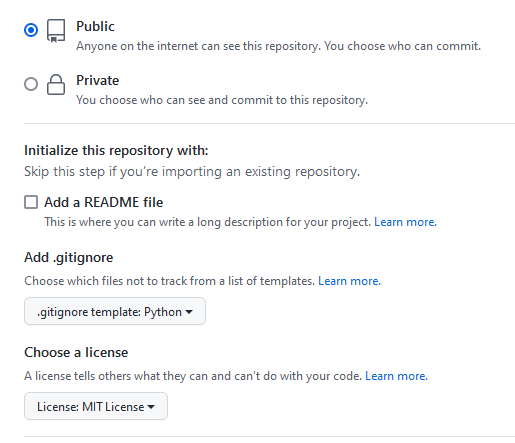 Public
Anyone on the internet can see this repository. You choose who can commit.
Private
You choose who can see and commit to this repository.
Initialize this repository with:
Skip this step if you're importing an existing repository.
Add a README file
This is where you can write a long description for your project. Learn more.
Add .gitignore
Choose which files not to track from a list of templates. Learn more.
.gitignore template: Python
Choose a license
A license tells others what they can and can't do with your code. Learn more.
License: MIT License